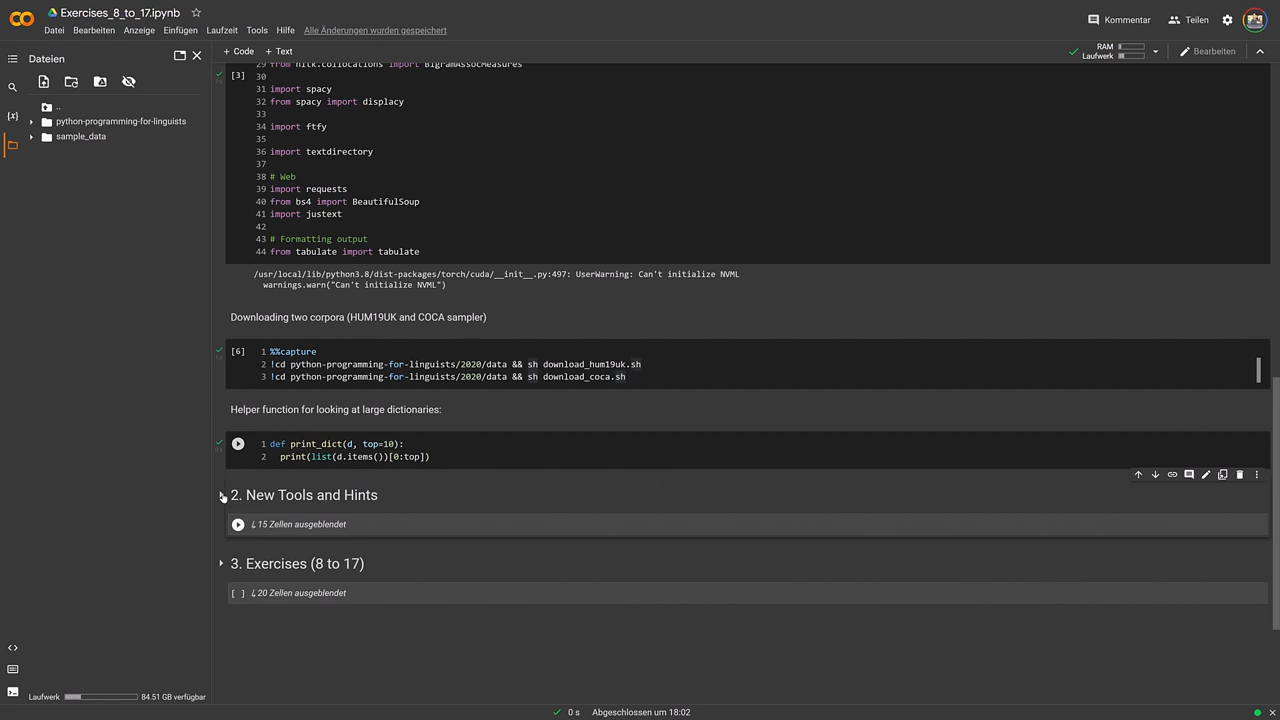 Exercises_8_to_17.ipynb
Kommentar
Teilen
Datei Bearbeiten Anzeige Einfügen Laufzeit Tools Hilfe Alle Änderungen wurden gespeichert
Dateien
+ Code + Text
RAM
Laufwerk
Bearbeiten
..
python-programming-for-linguists
sample_data
29 from nltk.collocations import BigramAssocMeasures
[3]
30
31 import spacy
32 from spacy import displacy
33
34 import ftfy
35
36 import textdirectory
37
38 # Web
39 import requests
40 from bs4 import BeautifulSoup
41 import justext
42
43 # Formatting output
44 from tabulate import tabulate
/usr/local/lib/python3.8/dist-packages/torch/cuda/__init__.py:497: UserWarning: Can't initialize NVML
warnings.warn("Can't initialize NVML")
Downloading two corpora (HUM19UK and COCA sampler)
[6] 1 %%capture
2 !cd python-programming-for-linguists/2020/data && sh download_hum19uk.sh
3 !cd python-programming-for-linguists/2020/data && sh download_coca.sh
Helper function for looking at large dictionaries:
1 def print_dict(d, top=10):
2 print(list(d.items())[0:top])
2. New Tools and Hints
15 Zellen ausgeblendet
3. Exercises (8 to 17)
[ ] 20 Zellen ausgeblendet
Laufwerk 84.51 GB verfügbar
0 s Abgeschlossen um 18:02